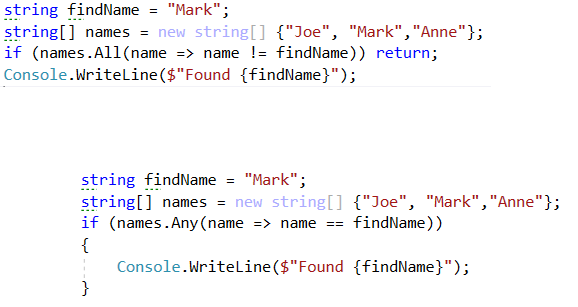 string findName = "Mark";
string[] names = new string[] {"Joe", "Mark","Anne"};
if (names.All(name => name != findName)) return;
Console.WriteLine($"Found {findName}");
string findName = "Mark";
string[] names = new string[] {"Joe", "Mark","Anne"};
if (names.Any(name => name == findName))
{
Console.WriteLine($"Found {findName}");
}